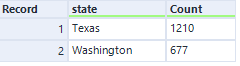 Record state Count
1 Texas 1210
2 Washington 677